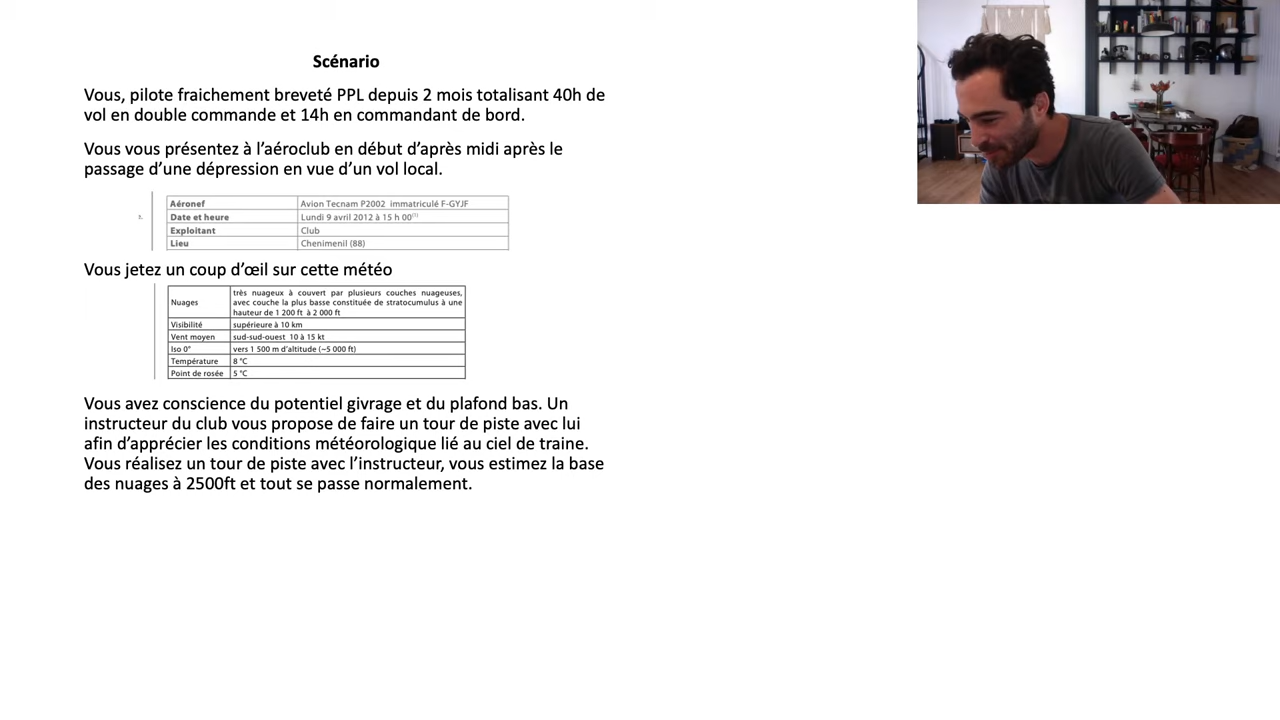 Scénario
Vous, pilote fraichement breveté PPL depuis 2 mois totalisant 40h de
vol en double commande et 14h en commandant de bord.
Vous vous présentez à l'aéroclub en début d'après midi après le
passage d'une dépression en vue d'un vol local.
Aéronef Avion Tecnam P2002 immatriculé F-GYJF
Date et heure Lundi 9 avril 2012 à 15 h 00(1)
Exploitant Club
Lieu Chenimenil (88)
Vous jetez un coup d'œil sur cette météo
très nuageux à couvert par plusieurs couches nuageuses,
Nuages avec couche la plus basse constituée de stratocumulus à une
hauteur de 1 200 ft à 2 000 ft
Visibilité supérieure à 10 km
Vent moyen sud-sud-ouest 10 à 15 kt
Iso 0° vers 1 500 m d'altitude (~5 000 ft)
Température 8 °C
Point de rosée 5 °C
Vous avez conscience du potentiel givrage et du plafond bas. Un
instructeur du club vous propose de faire un tour de piste avec lui
afin d'apprécier les conditions météorologique lié au ciel de traine.
Vous réalisez un tour de piste avec l'instructeur, vous estimez la base
des nuages à 2500ft et tout se passe normalement.